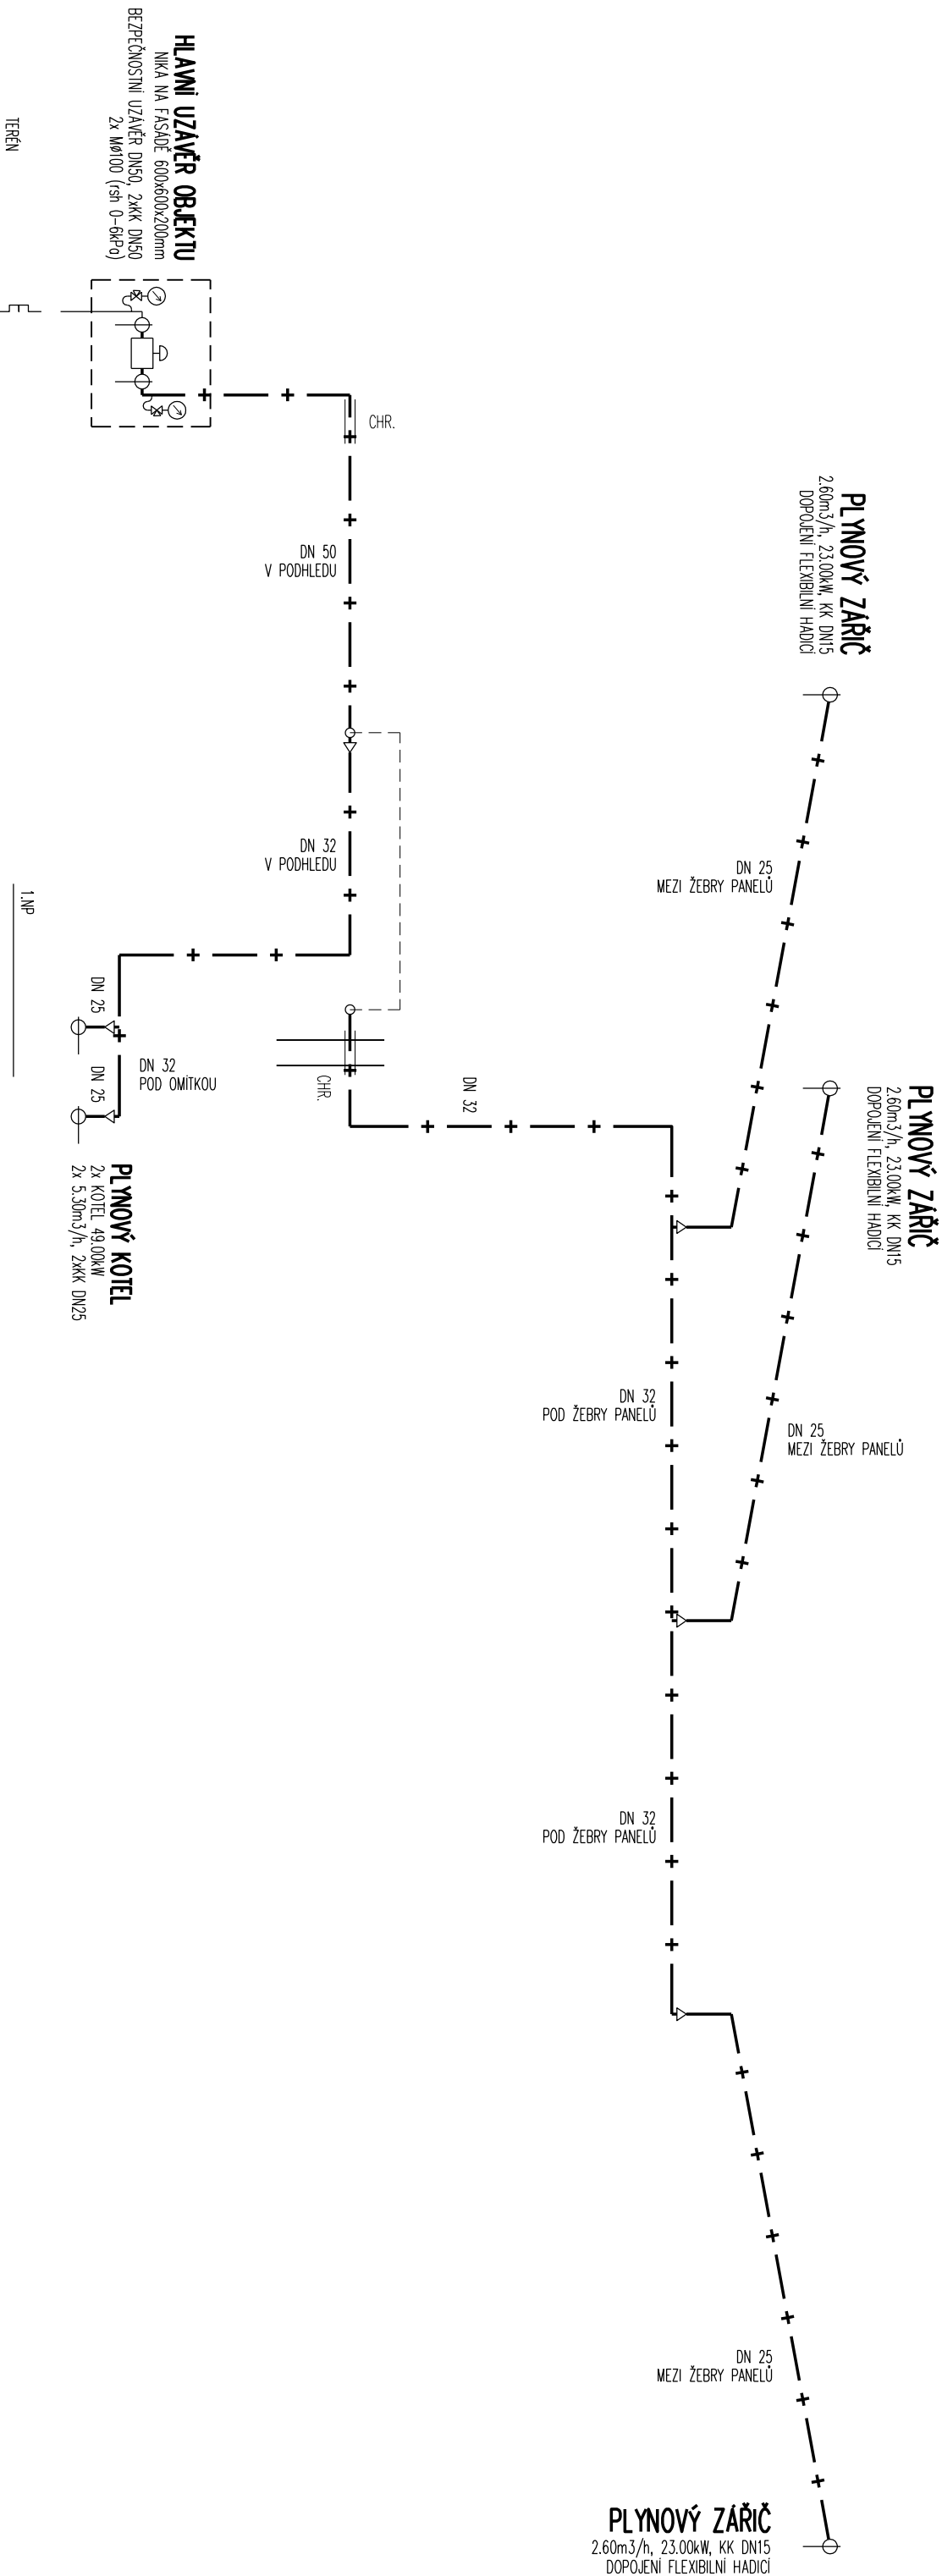 HLAVNÍ UZÁVĚR OBJEKTU
NIKA NA FASÁDĚ 600x600x200mm
BEZPEČNOSTNÍ UZÁVĚR DN50, 2xKK DN50
2x MØ100 (rsh 0-6kPa)
TERÉN
CHR.
DN 50
V PODHLEDU
PLYNOVÝ ZÁŘIČ
2.60m3/h, 23.00kW, KK DN15
DOPOJENÍ FLEXIBILNÍ HADICÍ
DN 32
V PODHLEDU
DN 25
MEZI ŽEBRY PANELŮ
1.NP
DN 25
DN 25
DN 32
POD OMÍTKOU
CHR.
DN 32
PLYNOVÝ ZÁŘIČ
2.60m3/h, 23.00kW, KK DN15
DOPOJENÍ FLEXIBILNÍ HADICÍ
PLYNOVÝ KOTEL
2x KOTEL 49.00kW
2x 5.30m3/h, 2xKK DN25
DN 32
POD ŽEBRY PANELŮ
DN 25
MEZI ŽEBRY PANELŮ
DN 32
POD ŽEBRY PANELŮ
DN 25
MEZI ŽEBRY PANELŮ
PLYNOVÝ ZÁŘIČ
2.60m3/h, 23.00kW, KK DN15
DOPOJENÍ FLEXIBILNÍ HADICÍ